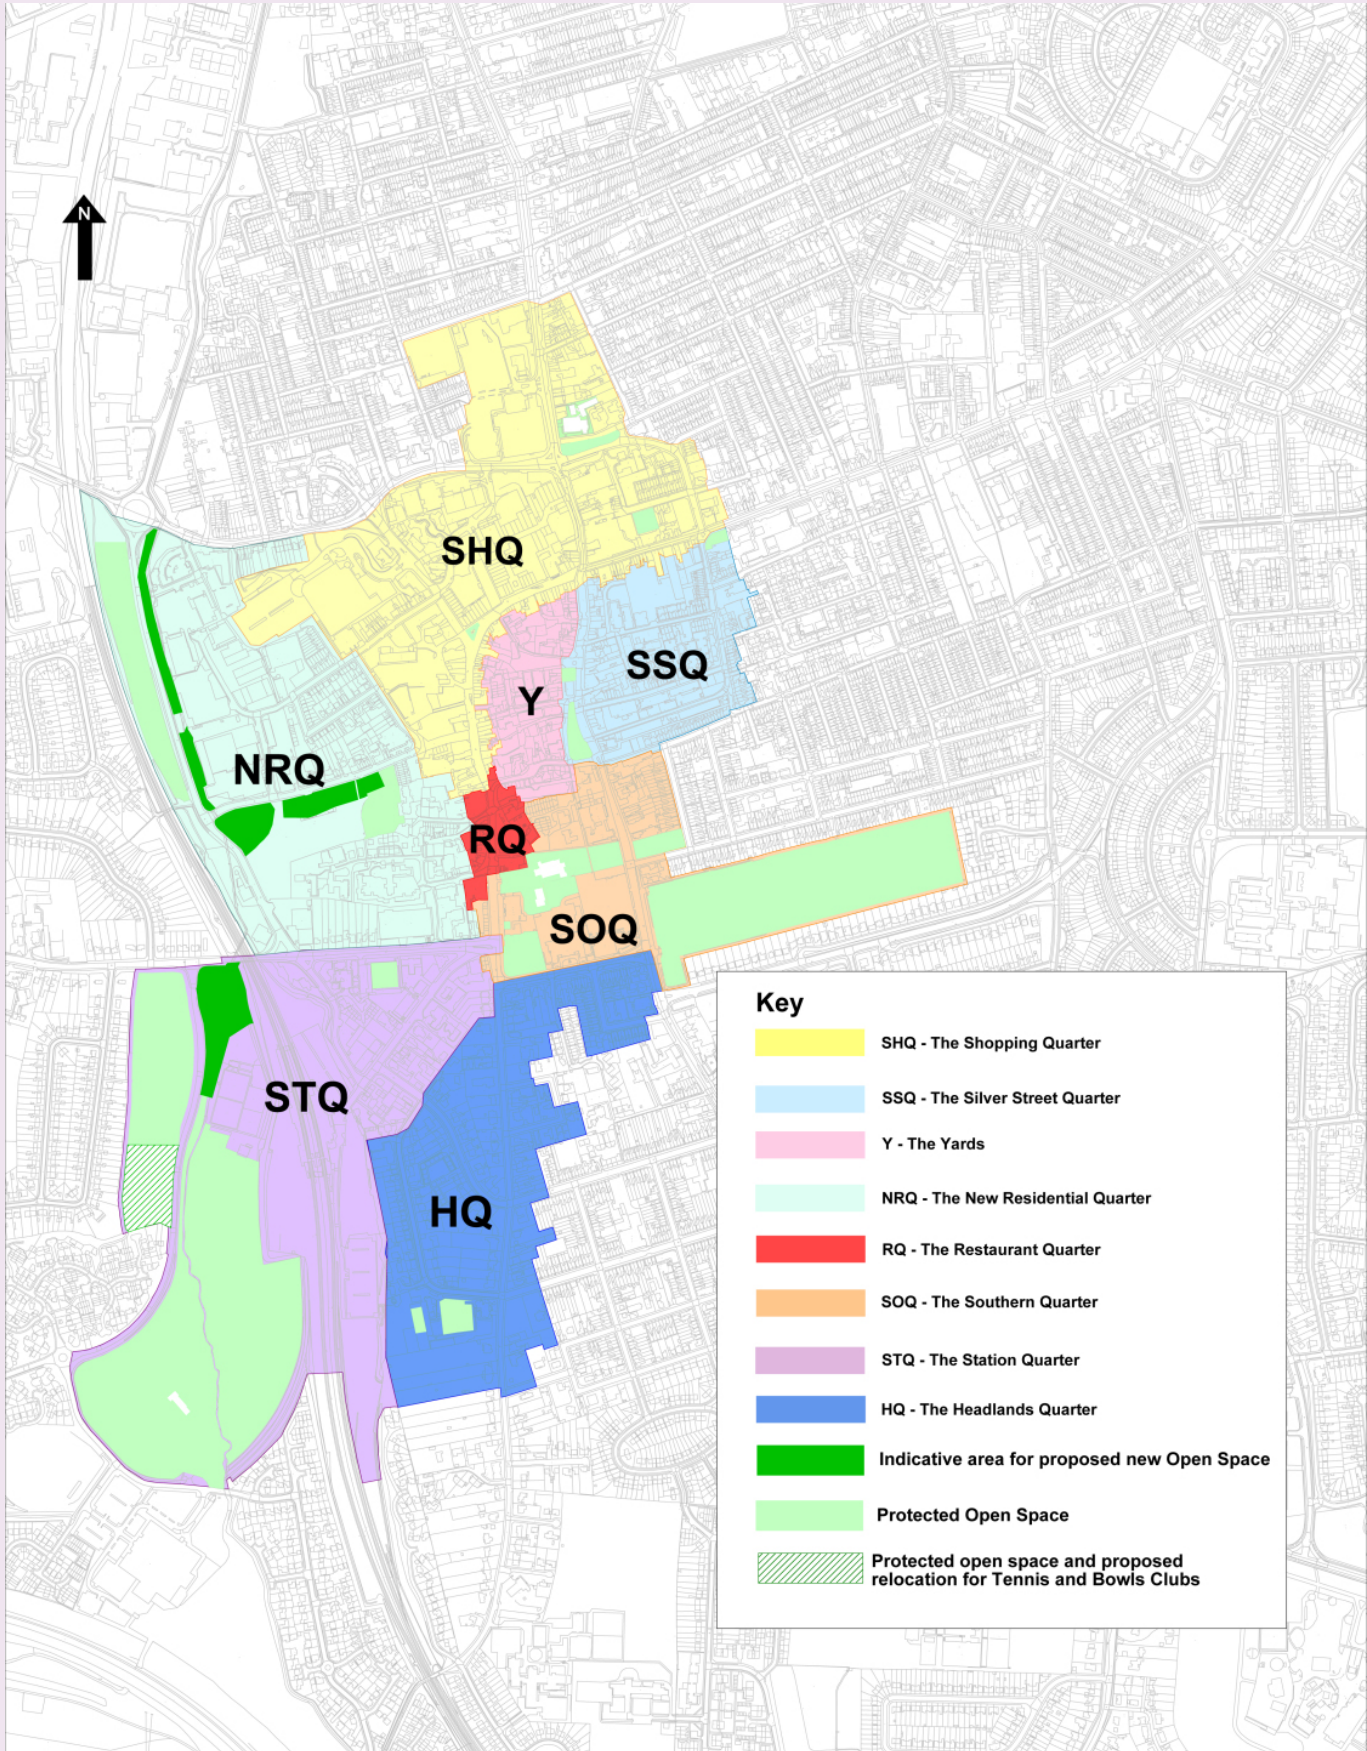 N
SHQ
SSQ
Y
NRQ
RQ
SOQ
STQ
HQ
Key
SHQ - The Shopping Quarter
SSQ - The Silver Street Quarter
Y - The Yards
NRQ - The New Residential Quarter
RQ - The Restaurant Quarter
SOQ - The Southern Quarter
STQ - The Station Quarter
HQ - The Headlands Quarter
Indicative area for proposed new Open Space
Protected Open Space
Protected open space and proposed
relocation for Tennis and Bowls Clubs